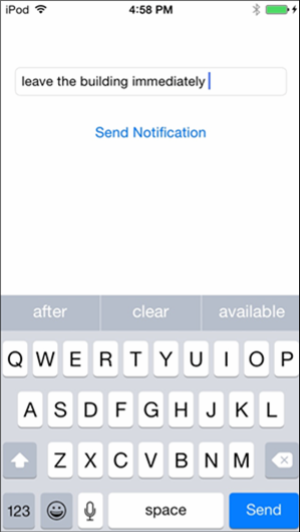 iPod 4:58 PM
leave the building immediately
Send Notification
after clear available
Q W E R T Y U I O P
A S D F G H J K L
Z X C V B N M
123 space Send